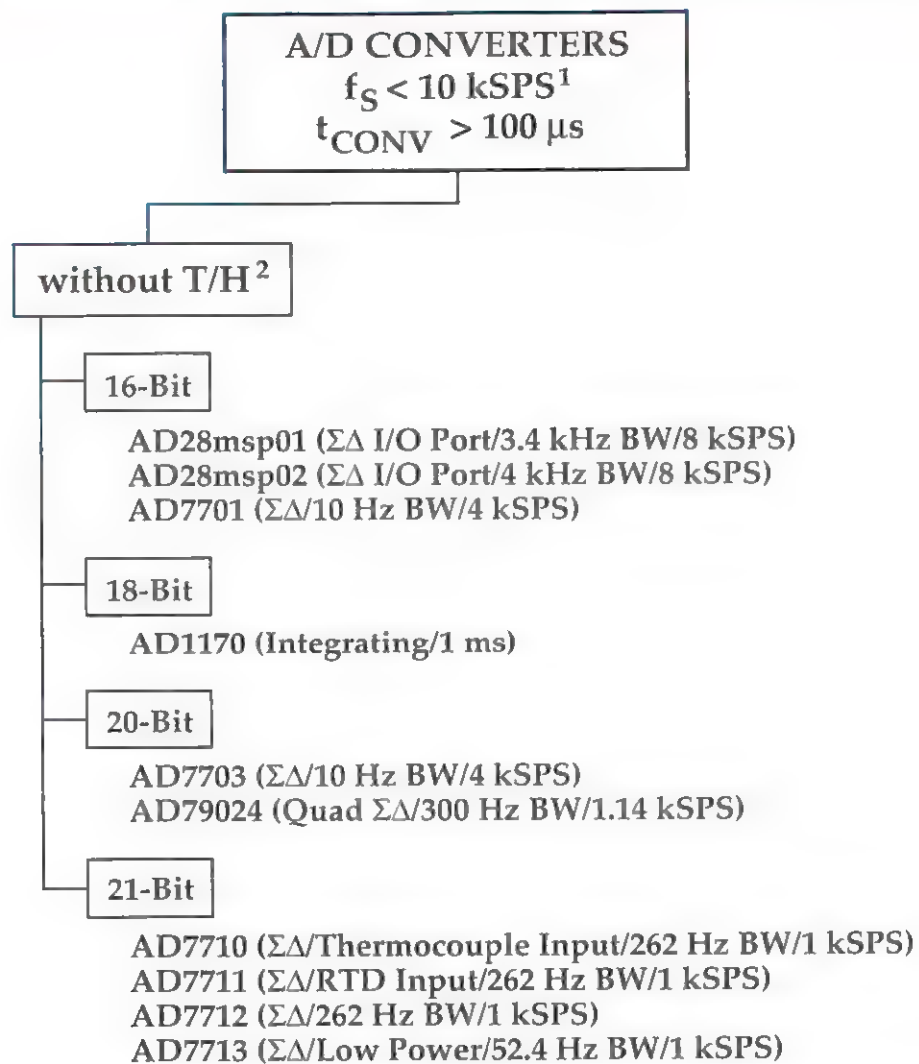 A/D CONVERTERS
fS < 10 kSPS¹
tCONV > 100 µs
without T/H²
16-Bit
AD28msp01 (ΣΔ I/O Port/3.4 kHz BW/8 kSPS)
AD28msp02 (ΣΔ I/O Port/4 kHz BW/8 kSPS)
AD7701 (ΣΔ/10 Hz BW/4 kSPS)
18-Bit
AD1170 (Integrating/1 ms)
20-Bit
AD7703 (ΣΔ/10 Hz BW/4 kSPS)
AD79024 (Quad ΣΔ/300 Hz BW/1.14 kSPS)
21-Bit
AD7710 (ΣΔ/Thermocouple Input/262 Hz BW/1 kSPS)
AD7711 (ΣΔ/RTD Input/262 Hz BW/1 kSPS)
AD7712 (ΣΔ/262 Hz BW/1 kSPS)
AD7713 (ΣΔ/Low Power/52.4 Hz BW/1 kSPS)